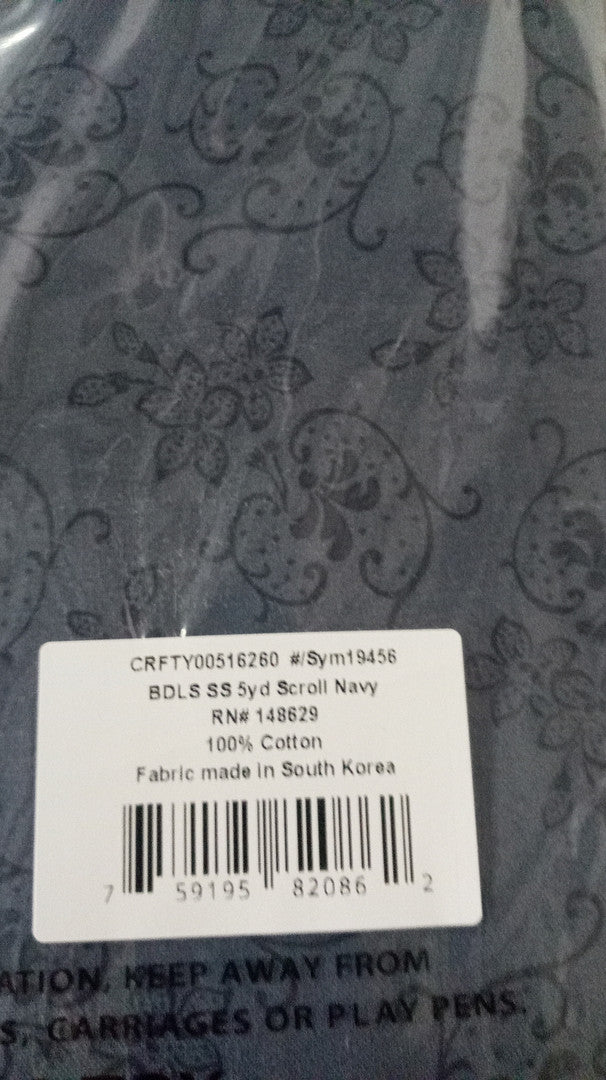 CRFTY00516260 #/Sym19456
BDLS SS 5yd Scroll Navy
RN# 148629
100% Cotton
Fabric made in South Korea
7 59195 82086 2
ATION, KEEP AWAY FROM
S, CARRIAGES OR PLAY PENS.